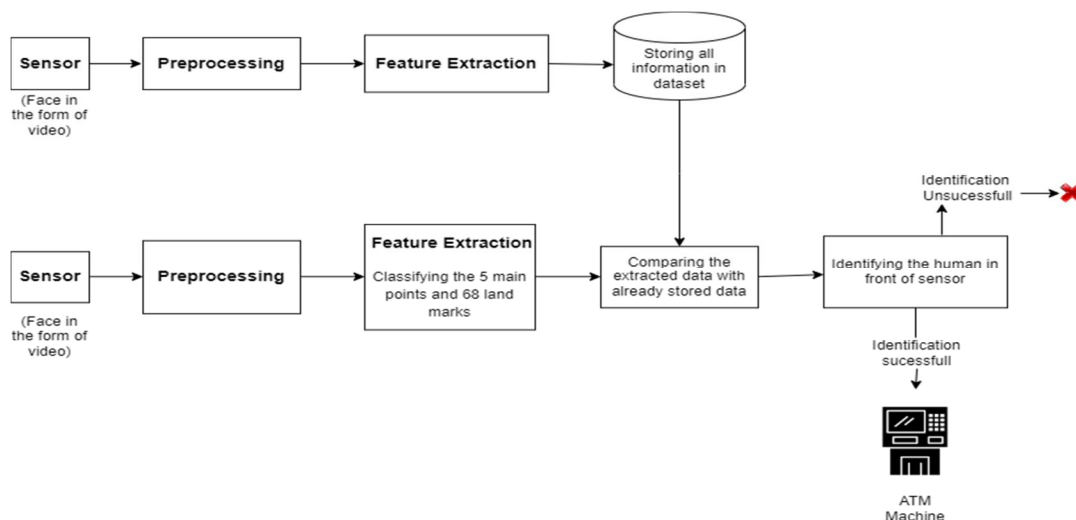 Sensor
(Face in
the form of
video)
Preprocessing
Feature Extraction
Storing all
information in
dataset
Sensor
(Face in
the form of
video)
Preprocessing
Feature Extraction
Classifying the 5 main
points and 68 land
marks
Comparing the
extracted data with
already stored data
Identifying the human in
front of sensor
Identification
Unsucessfull
Identification
sucessfull
ATM
Machine